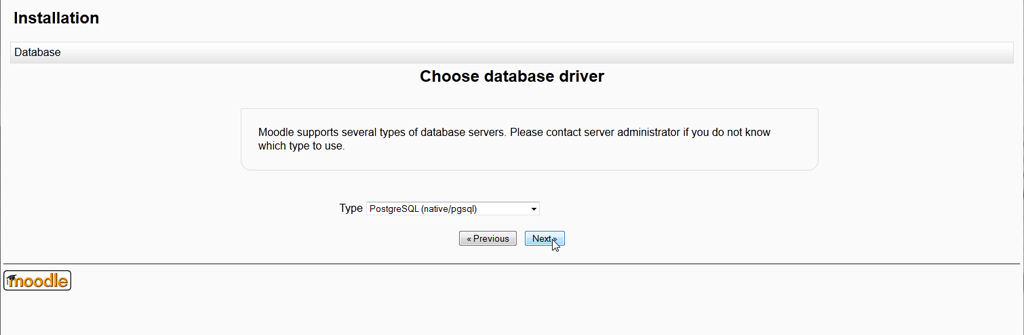 Installation
Database
Choose database driver
Moodle supports several types of database servers. Please contact server administrator if you do not know
which type to use.
Type PostgreSQL (native/pgsql)
« Previous Next »
moodle